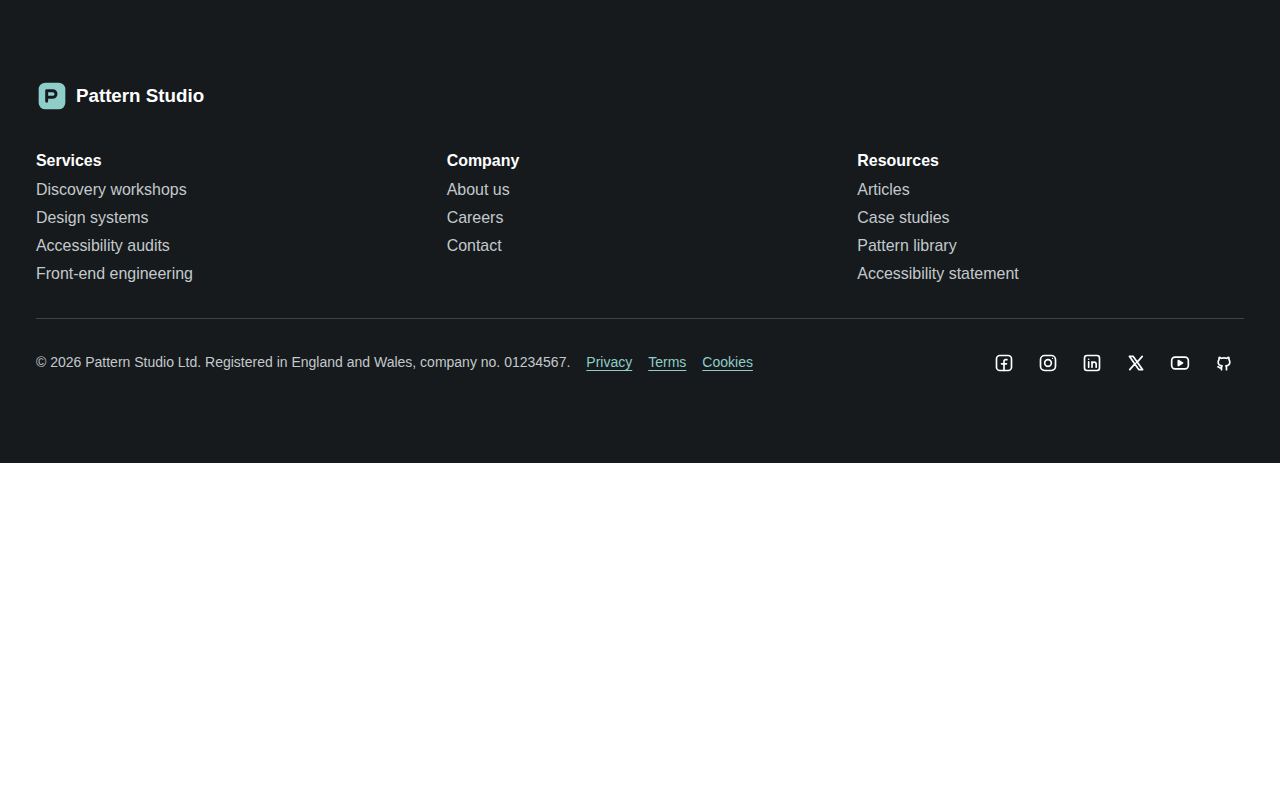 Pattern Studio
Services
Discovery workshops
Design systems
Accessibility audits
Front-end engineering
Company
About us
Careers
Contact
Resources
Articles
Case studies
Pattern library
Accessibility statement
© 2026 Pattern Studio Ltd. Registered in England and Wales, company no. 01234567. Privacy Terms Cookies